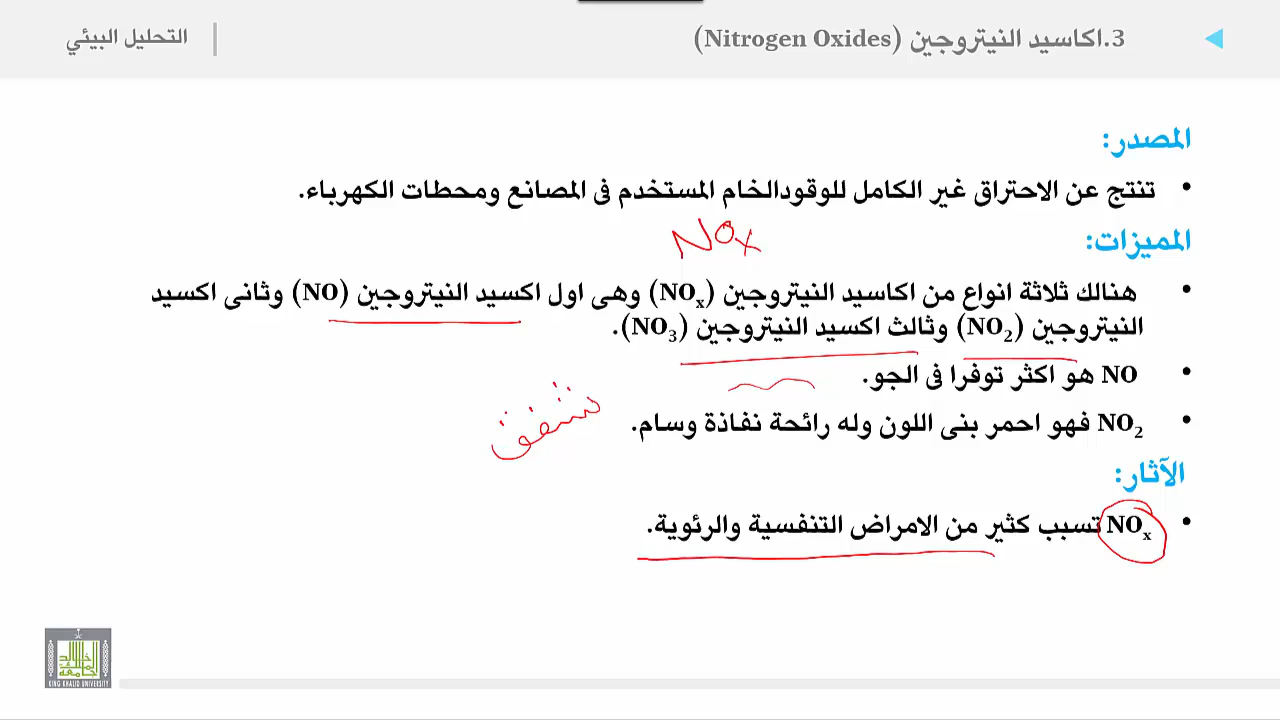 3.اكاسيد النيتروجين (Nitrogen Oxides)
التحليل البيئي
المصدر:
• تنتج عن الاحتراق غير الكامل للوقودالخام المستخدم فى المصانع ومحطات الكهرباء.
NOx
المميزات:
• هنالك ثلاثة انواع من اكاسيد النيتروجين (NOx) وهى اول اكسيد النيتروجين (NO) وثانى اكسيد
النيتروجين (NO2) وثالث اكسيد النيتروجين (NO3).
• NO هو اكثر توفرا فى الجو.
• NO2 فهو احمر بنى اللون وله رائحة نفاذة وسام.
الآثار:
• NOx تسبب كثير من الامراض التنفسية والرئوية.
KING KHALID UNIVERSITY